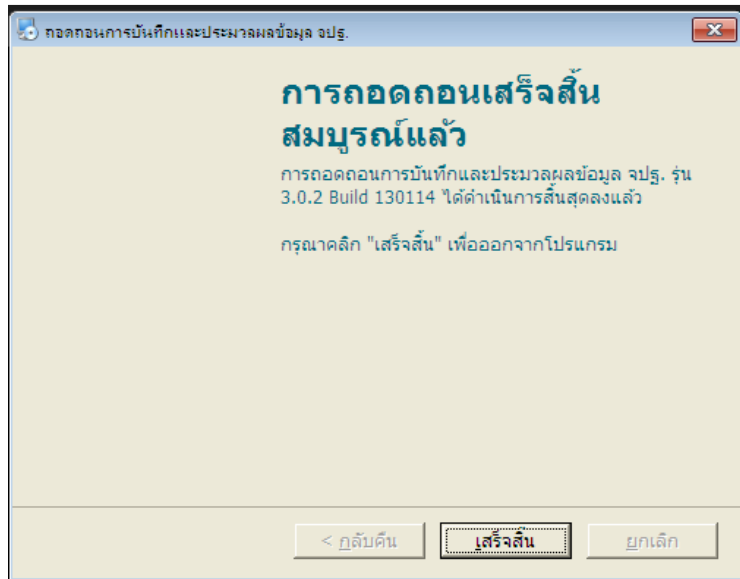 ถอดถอนการบันทึกและประมวลผลข้อมูล จปฐ.
การถอดถอนเสร็จสิ้น
สมบูรณ์แล้ว
การถอดถอนการบันทึกและประมวลผลข้อมูล จปฐ. รุ่น
3.0.2 Build 130114 ได้ดำเนินการสิ้นสุดลงแล้ว
กรุณาคลิก "เสร็จสิ้น" เพื่อออกจากโปรแกรม
< กลับคืน เสร็จสิ้น ยกเลิก